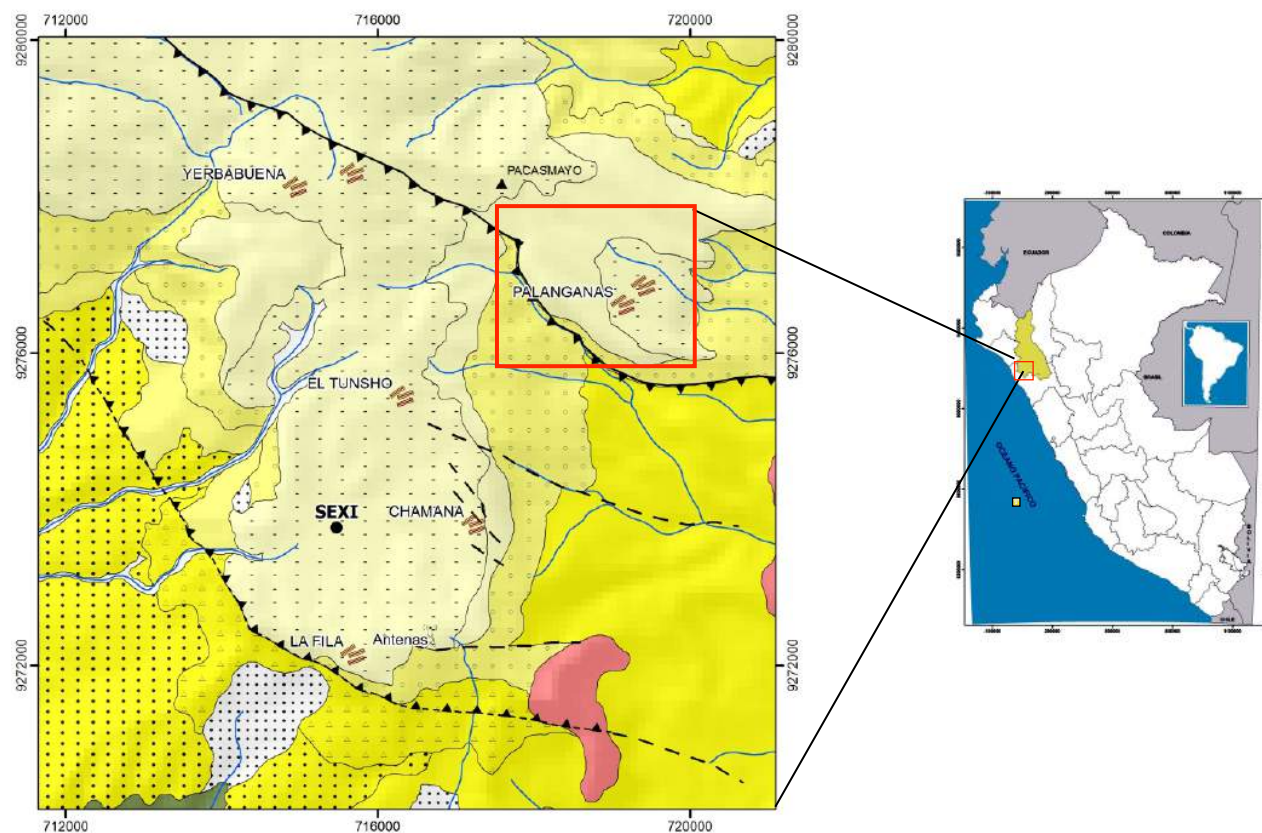 712000
716000
720000
9280000
9280000
YERBABUENA
PACASMAYO
PALANGANAS
9276000
9276000
EL TUNSHO
SEXI
CHAMANA
LA FILA
Antenas
9272000
9272000
712000
716000
720000
ECUADOR
COLOMBIA
BRASIL
OCEANO PACIFICO
BOLIVIA
CHILE